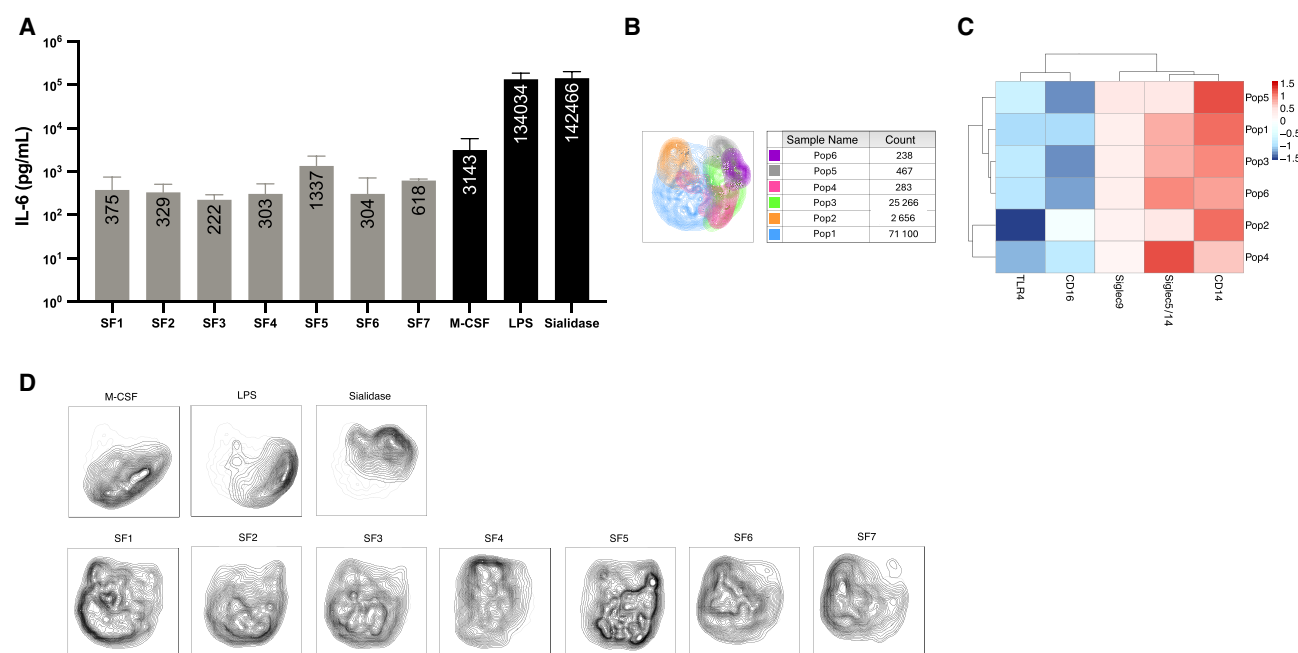 A
IL-6 (pg/mL)
10⁶
10⁵
10⁴
10³
10²
10¹
10⁰
375
329
222
303
1337
304
618
3143
134034
142466
SF1 SF2 SF3 SF4 SF5 SF6 SF7 M-CSF LPS Sialidase
B
Sample Name Count
Pop6 238
Pop5 467
Pop4 283
Pop3 25 266
Pop2 2 656
Pop1 71 100
C
Pop5
Pop1
Pop3
Pop6
Pop2
Pop4
TLR4
CD16
Siglec9
Siglec5/14
CD14
1.5
1
0.5
0
−0.5
−1
−1.5
D
M-CSF LPS Sialidase
SF1 SF2 SF3 SF4 SF5 SF6 SF7